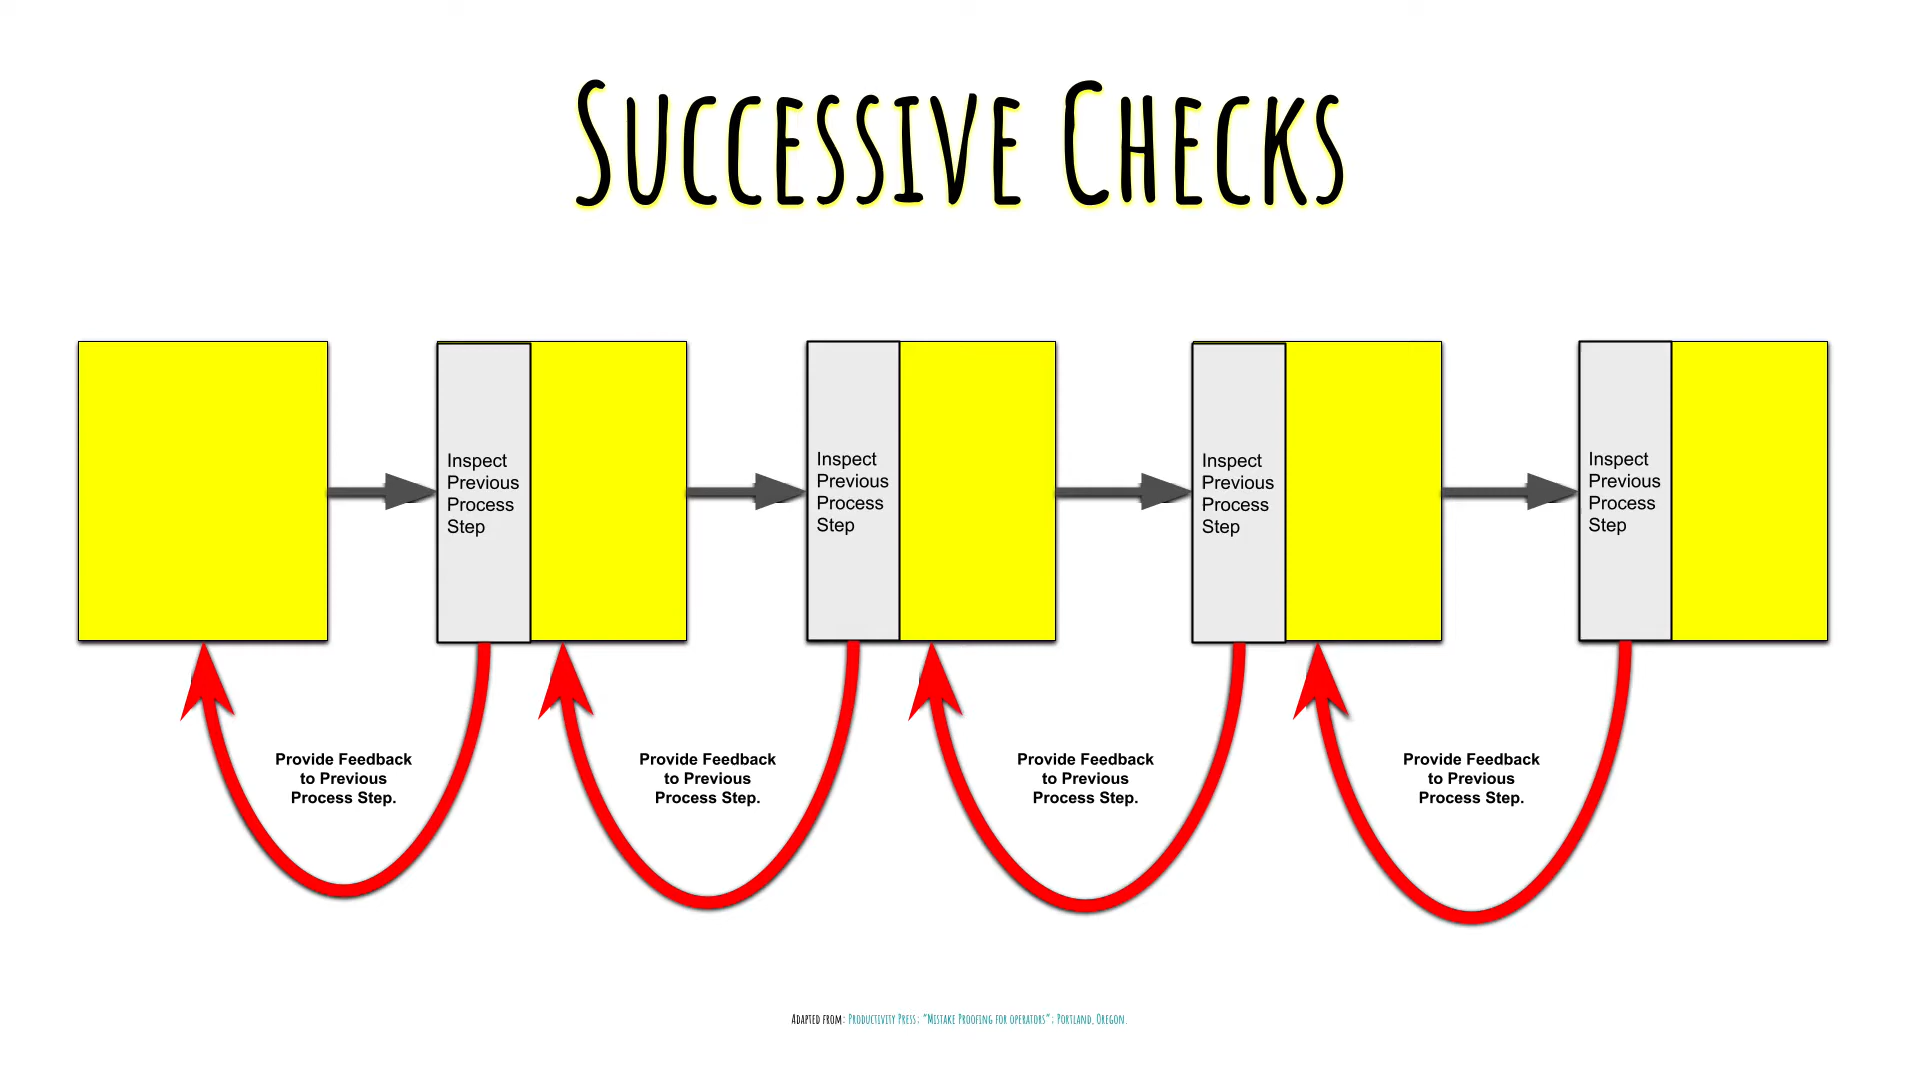 Successive Checks
Inspect
Previous
Process
Step
Inspect
Previous
Process
Step
Inspect
Previous
Process
Step
Inspect
Previous
Process
Step
Provide Feedback
to Previous
Process Step.
Provide Feedback
to Previous
Process Step.
Provide Feedback
to Previous
Process Step.
Provide Feedback
to Previous
Process Step.
Adapted from: Productivity Press; "Mistake Proofing for operators"; Portland, Oregon.